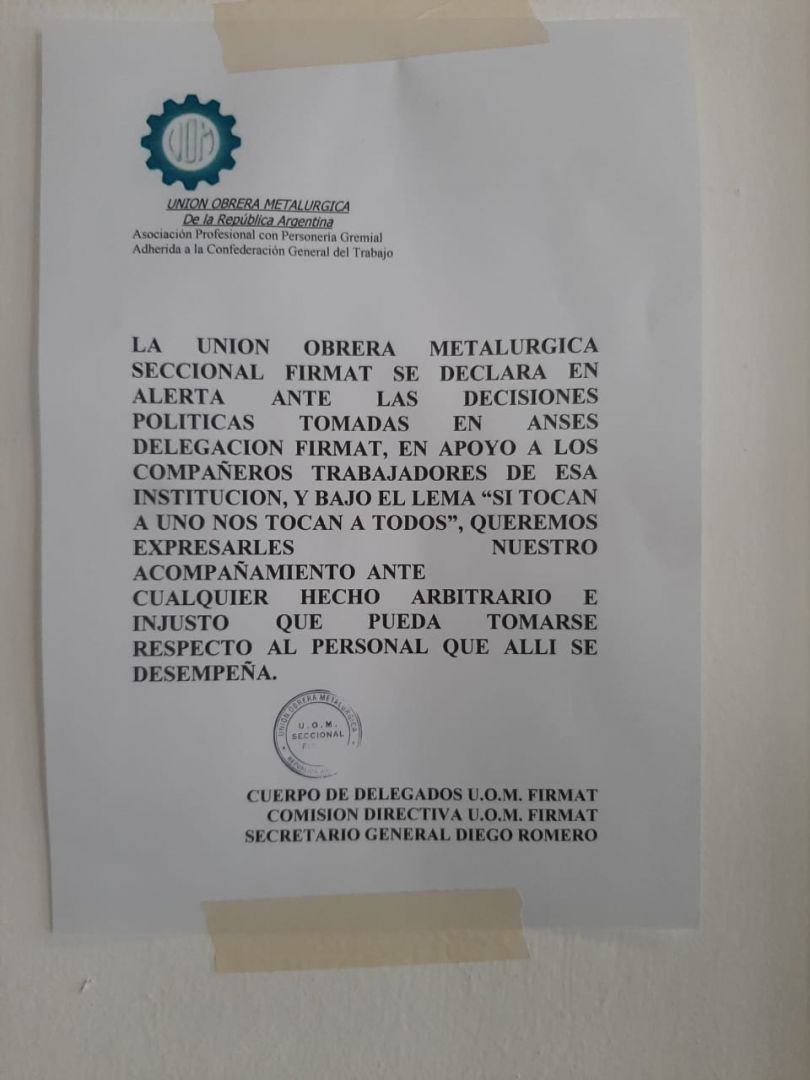 UOM
UNION OBRERA METALURGICA
De la República Argentina
Asociación Profesional con Personería Gremial
Adherida a la Confederación General del Trabajo
LA UNION OBRERA METALURGICA
SECCIONAL FIRMAT SE DECLARA EN
ALERTA ANTE LAS DECISIONES
POLITICAS TOMADAS EN ANSES
DELEGACION FIRMAT, EN APOYO A LOS
COMPAÑEROS TRABAJADORES DE ESA
INSTITUCION, Y BAJO EL LEMA “SI TOCAN
A UNO NOS TOCAN A TODOS”, QUEREMOS
EXPRESARLES NUESTRO
ACOMPAÑAMIENTO ANTE
CUALQUIER HECHO ARBITRARIO E
INJUSTO QUE PUEDA TOMARSE
RESPECTO AL PERSONAL QUE ALLI SE
DESEMPEÑA.
UNION OBRERA METALURGICA
U.O.M.
SECCIONAL
CUERPO DE DELEGADOS U.O.M. FIRMAT
COMISION DIRECTIVA U.O.M. FIRMAT
SECRETARIO GENERAL DIEGO ROMERO